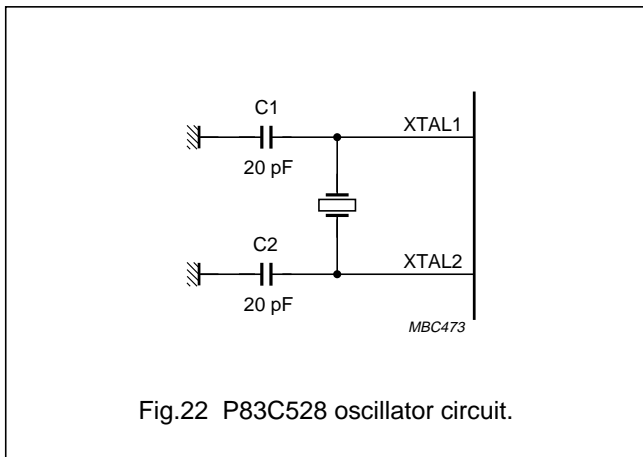 C1
XTAL1
20 pF
C2
XTAL2
20 pF
MBC473
Fig.22 P83C528 oscillator circuit.